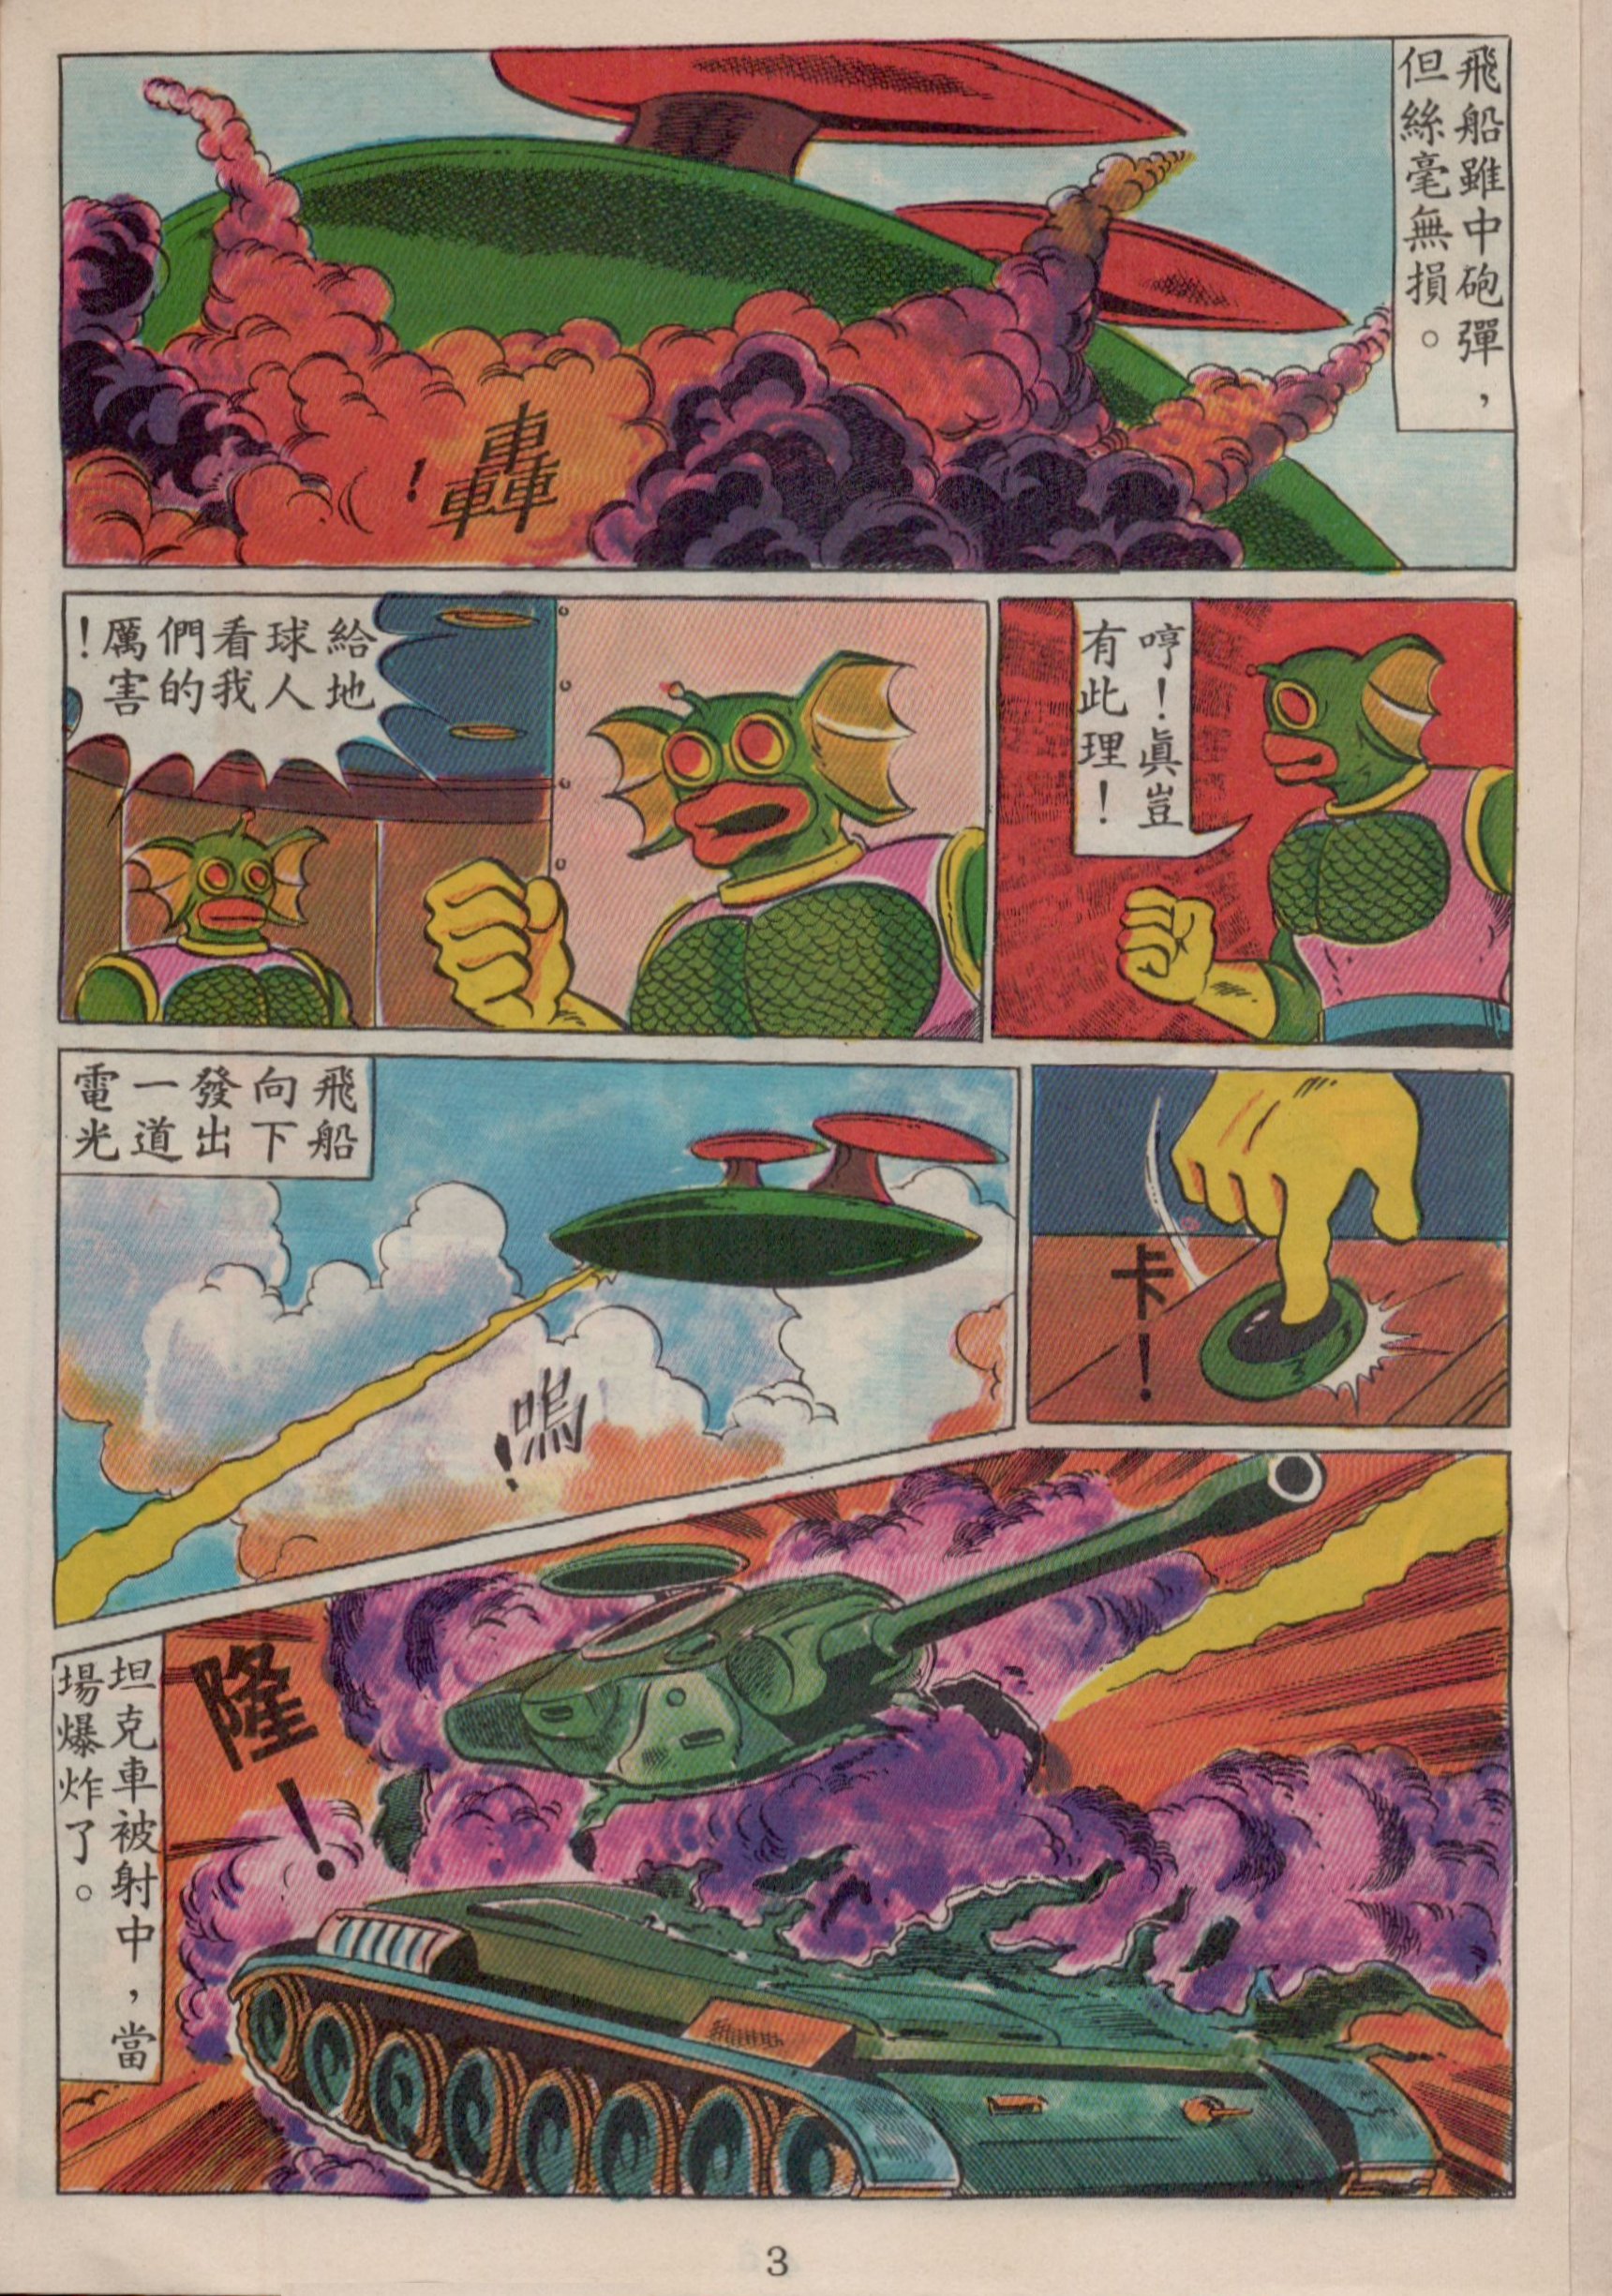 飛船雖中砲彈，
但絲毫無損。
轟！
哼！眞豈
有此理！
給地
球人
看我
們的
厲害
！
卡！
飛船
向下
發出
一道
電光
嗚！
隆！
坦克車被射中，當
場爆炸了。
3